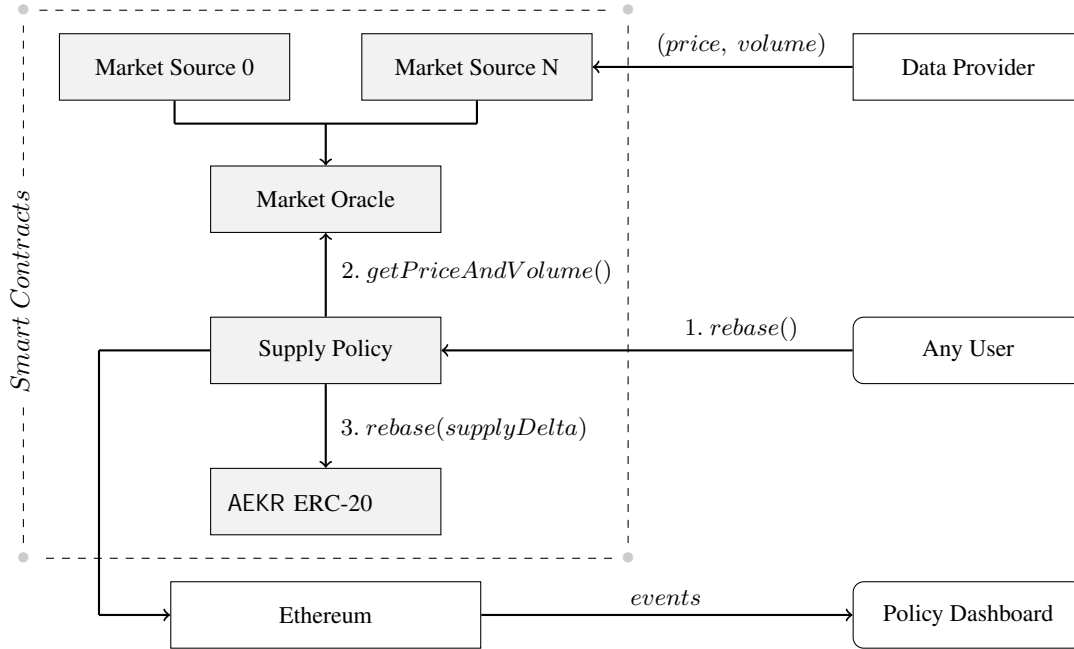 (price, volume)
Market Source 0
Market Source N
Data Provider
Market Oracle
Smart Contracts
2. getPriceAndVolume()
1. rebase()
Supply Policy
Any User
3. rebase(supplyDelta)
AEKR ERC-20
events
Ethereum
Policy Dashboard